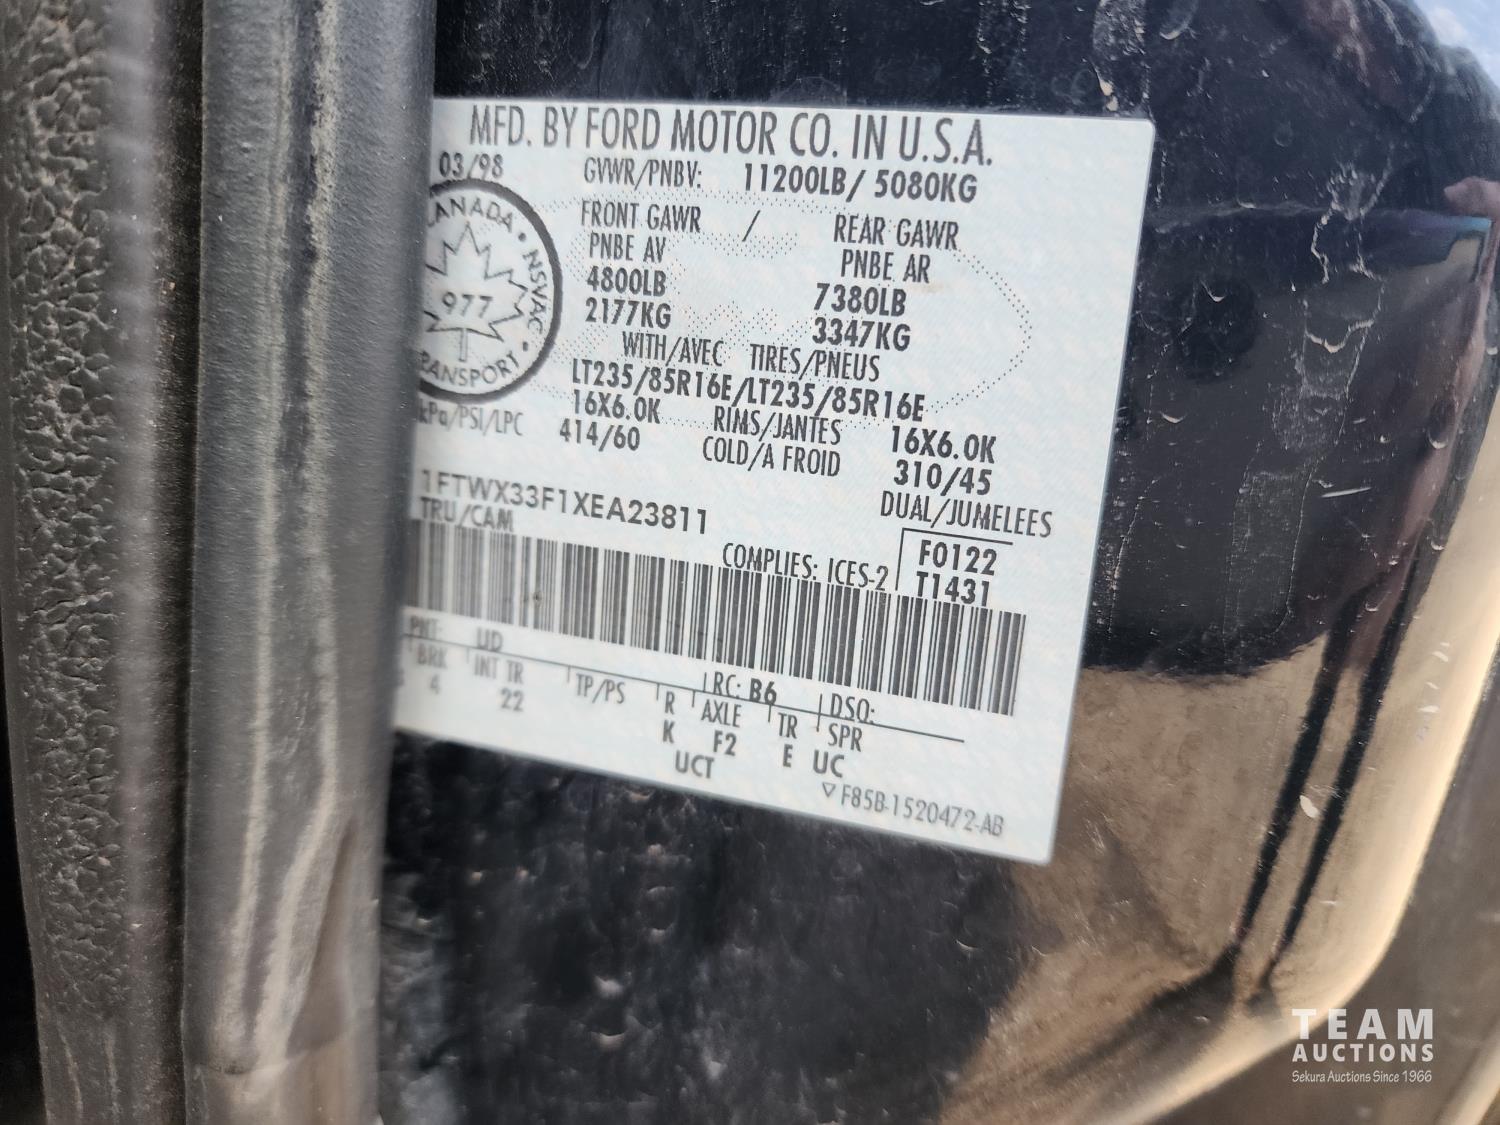 MFD. BY FORD MOTOR CO. IN U.S.A.
03/98 GVWR/PNBV: 11200LB/ 5080KG
CANADA • NSVAC • TRANSPORT
977
FRONT GAWR / REAR GAWR
PNBE AV PNBE AR
4800LB 7380LB
2177KG 3347KG
WITH/AVEC TIRES/PNEUS
LT235/85R16E/LT235/85R16E
16X6.0K RIMS/JANTES 16X6.0K
kPa/PSI/LPC 414/60 COLD/A FROID 310/45
DUAL/JUMELEES
1FTWX33F1XEA23811
TRU/CAM
COMPLIES: ICES-2 F0122
T1431
PNT: UD RC: B6 DSO:
BRK INT TR TP/PS R AXLE TR SPR
4 22 K F2 E UC
UCT
F85B-1520472-AB
TEAM
AUCTIONS
Sekura Auctions Since 1966